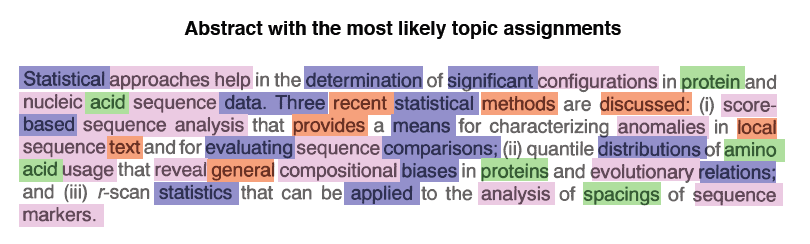 Abstract with the most likely topic assignments
Statistical approaches help in the determination of significant configurations in protein and
nucleic acid sequence data. Three recent statistical methods are discussed: (i) score-
based sequence analysis that provides a means for characterizing anomalies in local
sequence text and for evaluating sequence comparisons; (ii) quantile distributions of amino
acid usage that reveal general compositional biases in proteins and evolutionary relations;
and (iii) r-scan statistics that can be applied to the analysis of spacings of sequence
markers.